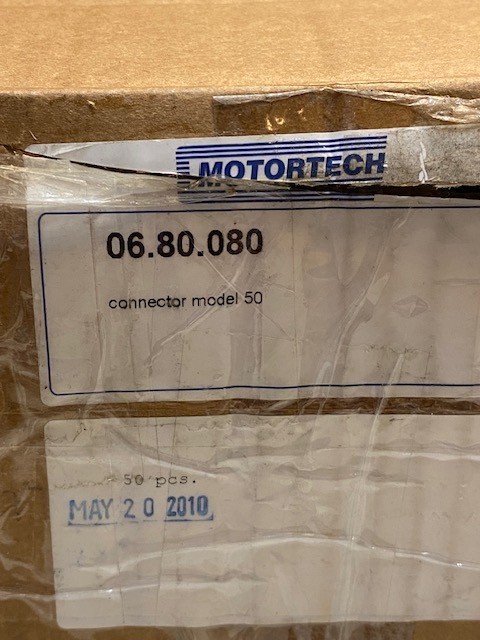 MOTORTECH
06.80.080
connector model 50
50 pcs.
MAY 20 2010